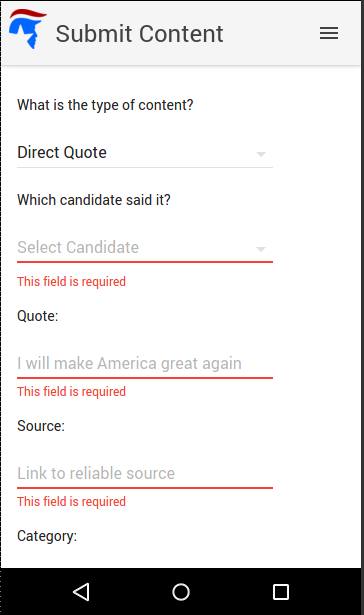 Submit Content
What is the type of content?
Direct Quote
Which candidate said it?
Select Candidate
This field is required
Quote:
I will make America great again
This field is required
Source:
Link to reliable source
This field is required
Category: